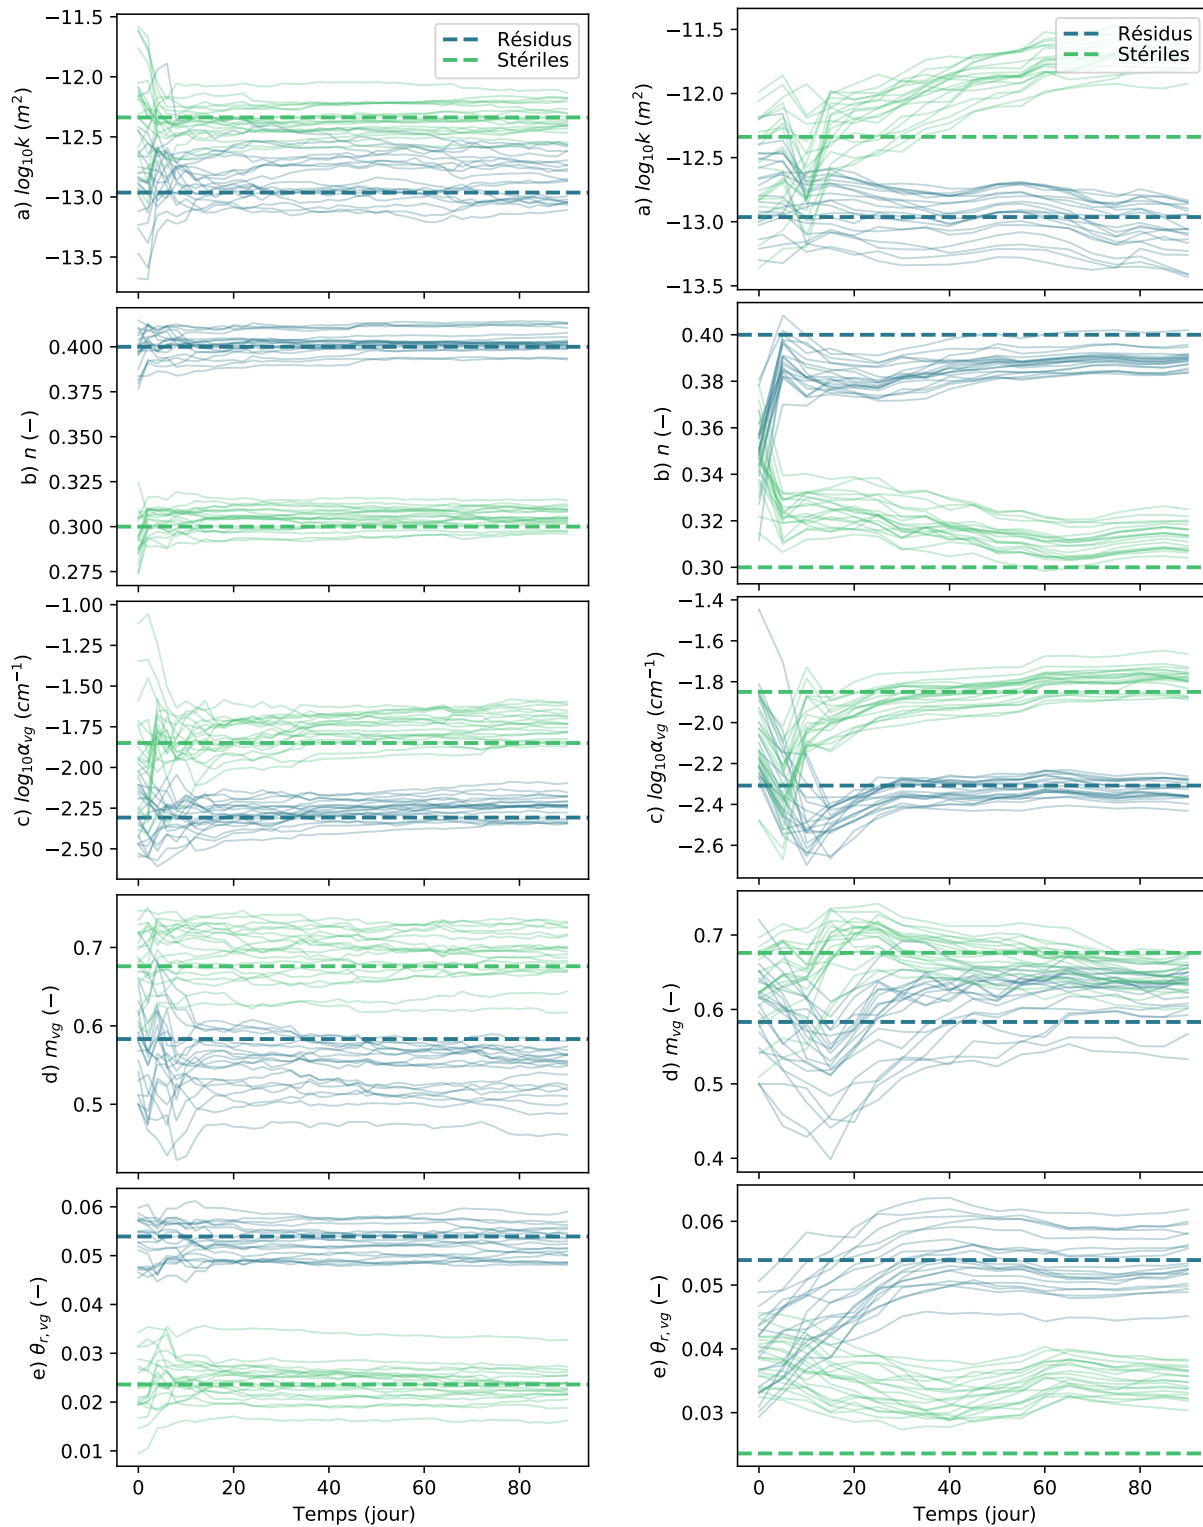 −11.5
−12.0
−12.5
−13.0
−13.5
a) log₁₀k (m²)
Résidus
Stériles
−11.5
−12.0
−12.5
−13.0
−13.5
a) log₁₀k (m²)
Résidus
Stériles
0.400
0.375
0.350
0.325
0.300
0.275
b) n (−)
0.40
0.38
0.36
0.34
0.32
0.30
b) n (−)
−1.00
−1.25
−1.50
−1.75
−2.00
−2.25
−2.50
c) log₁₀α_vg (cm⁻¹)
−1.4
−1.6
−1.8
−2.0
−2.2
−2.4
−2.6
c) log₁₀α_vg (cm⁻¹)
0.7
0.6
0.5
d) m_vg (−)
0.7
0.6
0.5
0.4
d) m_vg (−)
0.06
0.05
0.04
0.03
0.02
0.01
e) θ_r,vg (−)
0 20 40 60 80
Temps (jour)
0.06
0.05
0.04
0.03
e) θ_r,vg (−)
0 20 40 60 80
Temps (jour)